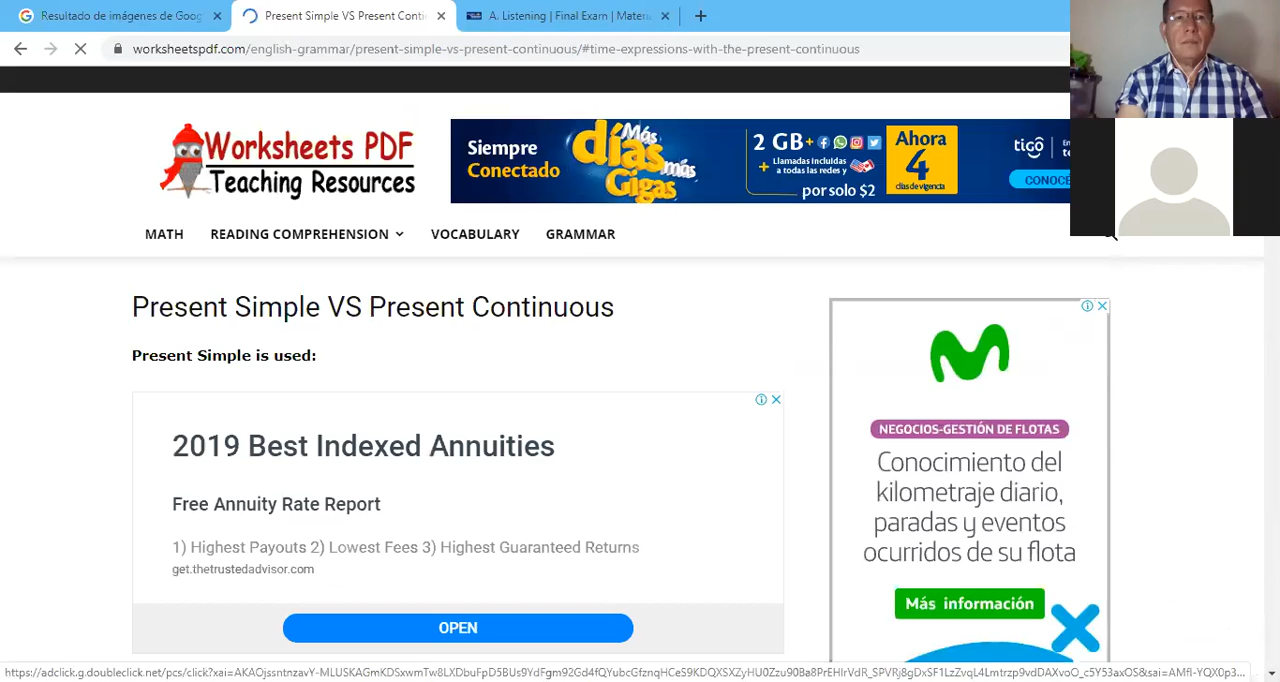 Resultado de imágenes de Goog
Present Simple VS Present Conti
A. Listening | Final Exam | Materi
worksheetspdf.com/english-grammar/present-simple-vs-present-continuous/#time-expressions-with-the-present-continuous
Worksheets PDF
Teaching Resources
Siempre
Conectado
Más
días más
Gigas
2 GB+
+ Llamadas incluidas
a todas las redes y
por solo $2
Ahora
4
días de vigencia
tigo
CONOCE
MATH
READING COMPREHENSION
VOCABULARY
GRAMMAR
Present Simple VS Present Continuous
Present Simple is used:
2019 Best Indexed Annuities
Free Annuity Rate Report
1) Highest Payouts 2) Lowest Fees 3) Highest Guaranteed Returns
get.thetrustedadvisor.com
OPEN
NEGOCIOS-GESTIÓN DE FLOTAS
Conocimiento del
kilometraje diario,
paradas y eventos
ocurridos de su flota
Más información